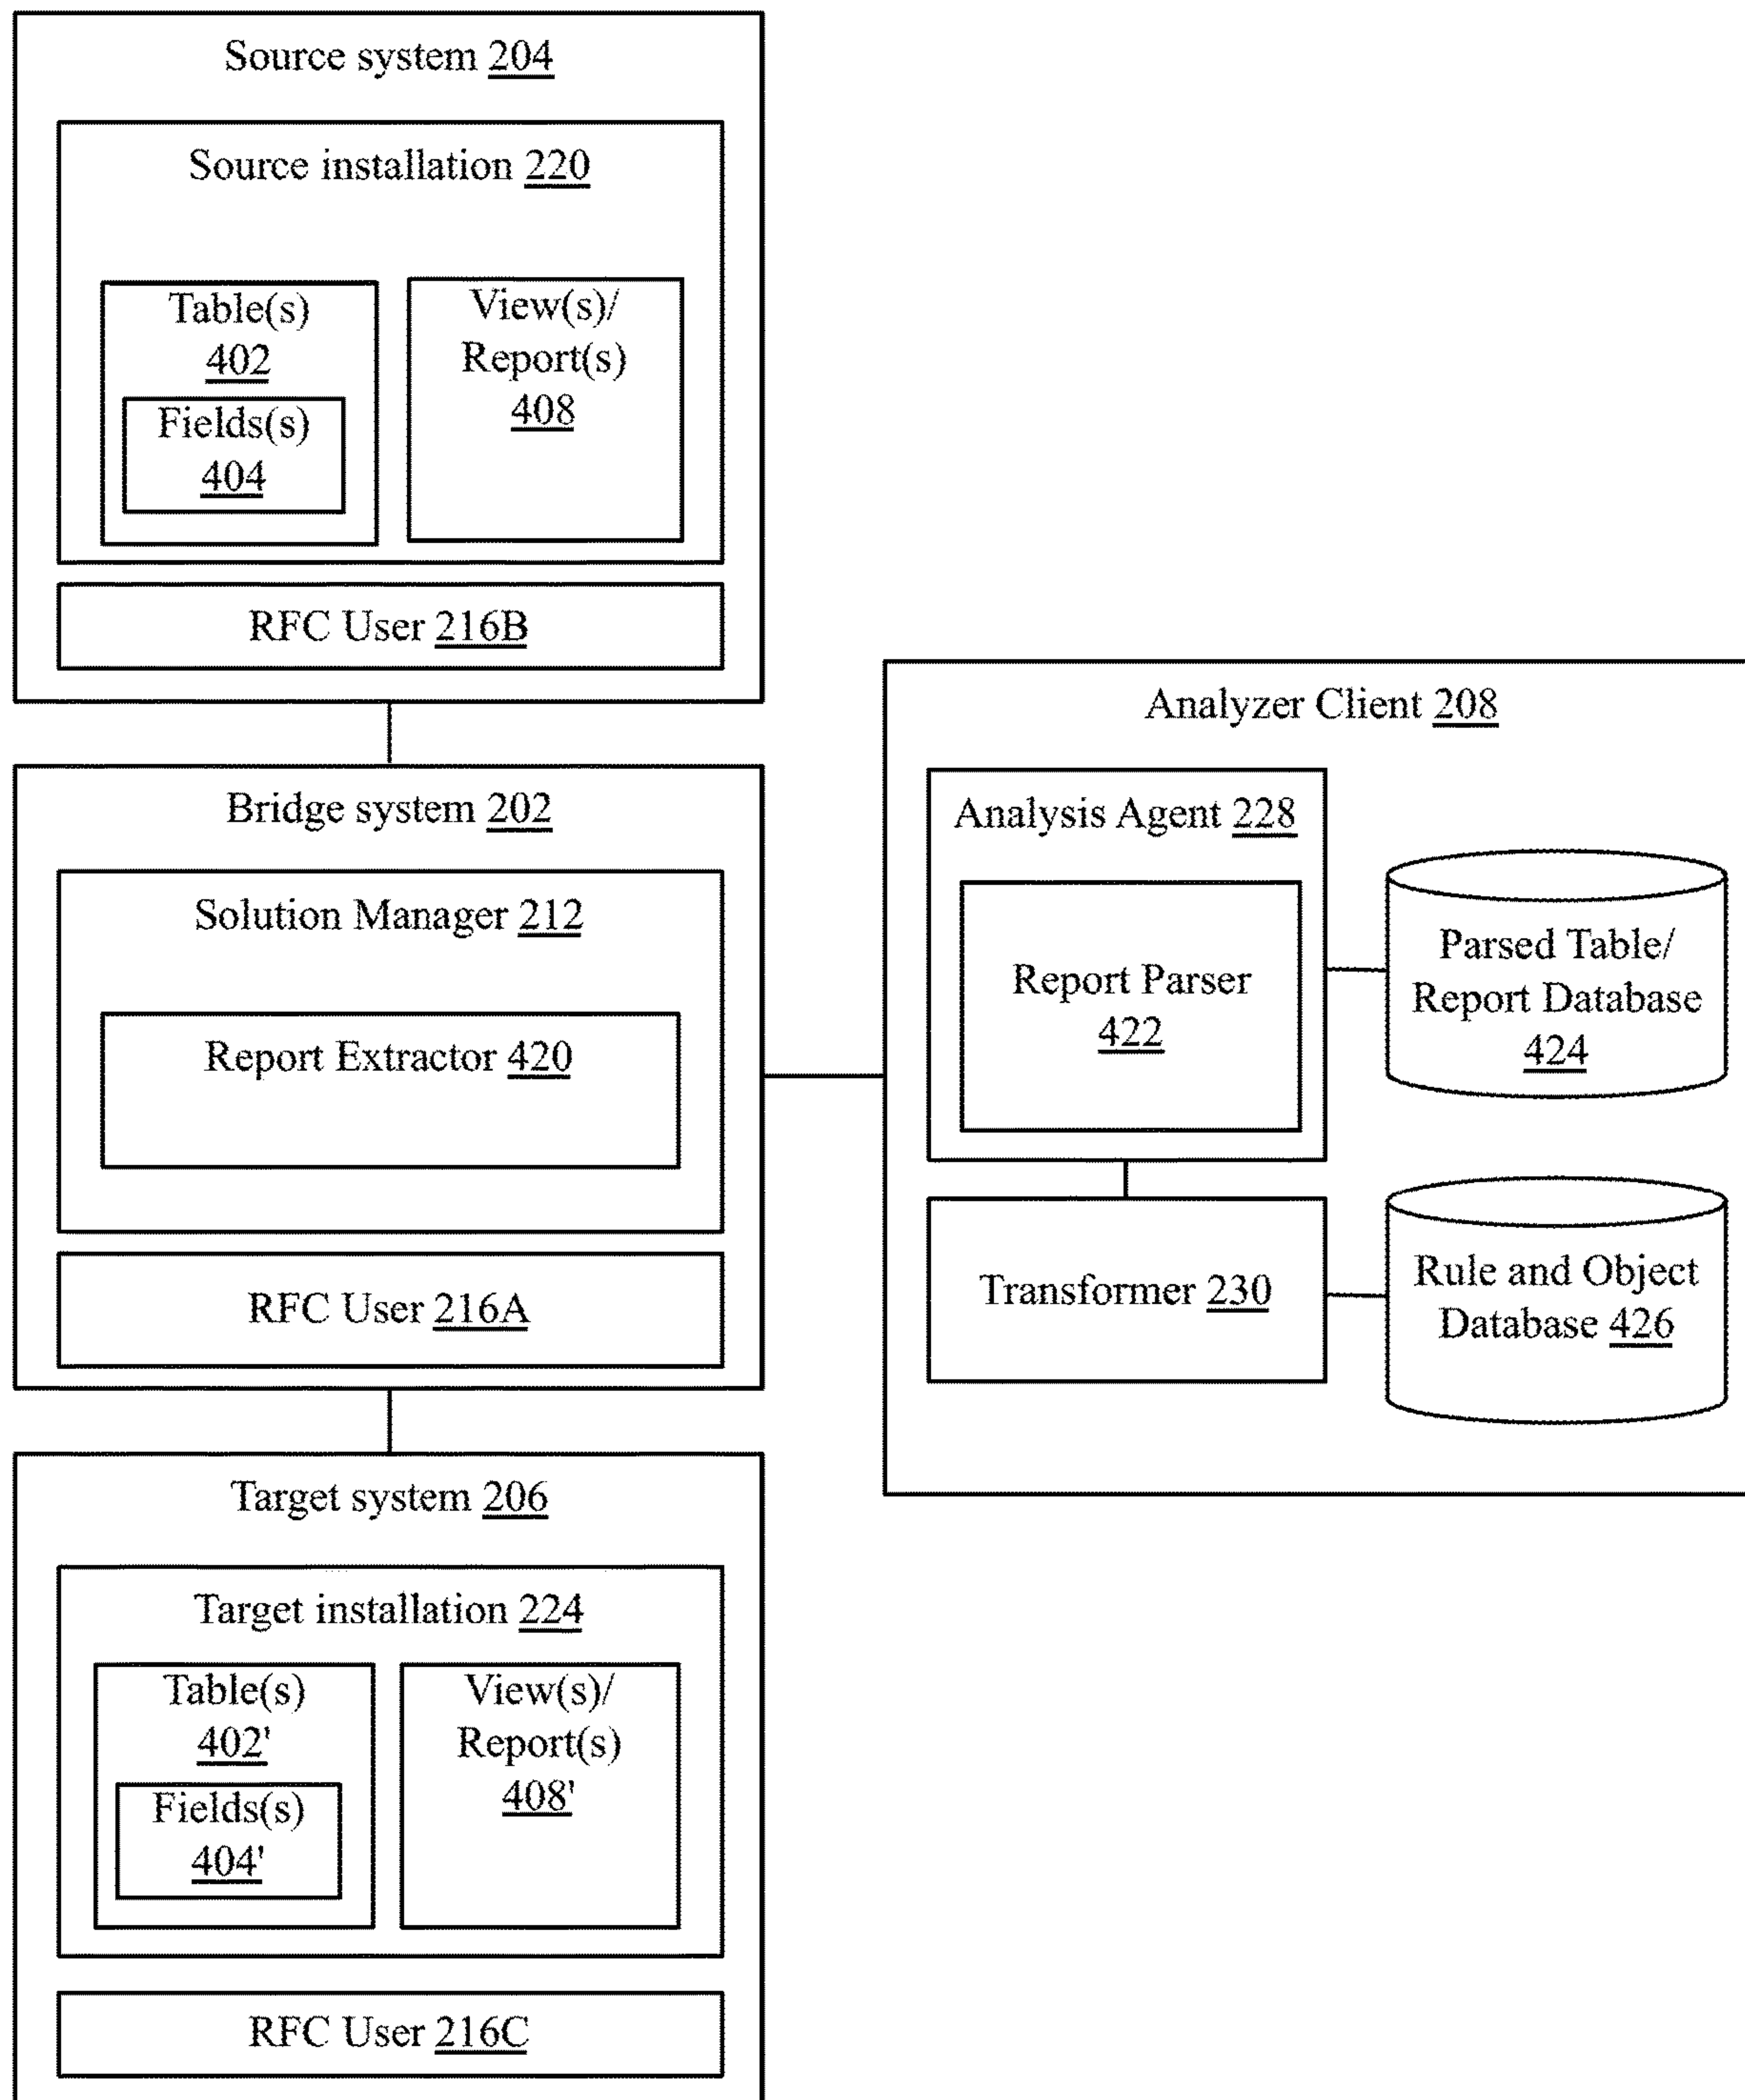 Source system 204
Source installation 220
Table(s)
402
Fields(s)
404
View(s)/
Report(s)
408
RFC User 216B
Bridge system 202
Solution Manager 212
Report Extractor 420
RFC User 216A
Target system 206
Target installation 224
Table(s)
402'
Fields(s)
404'
View(s)/
Report(s)
408'
RFC User 216C
Analyzer Client 208
Analysis Agent 228
Report Parser
422
Parsed Table/
Report Database
424
Transformer 230
Rule and Object
Database 426